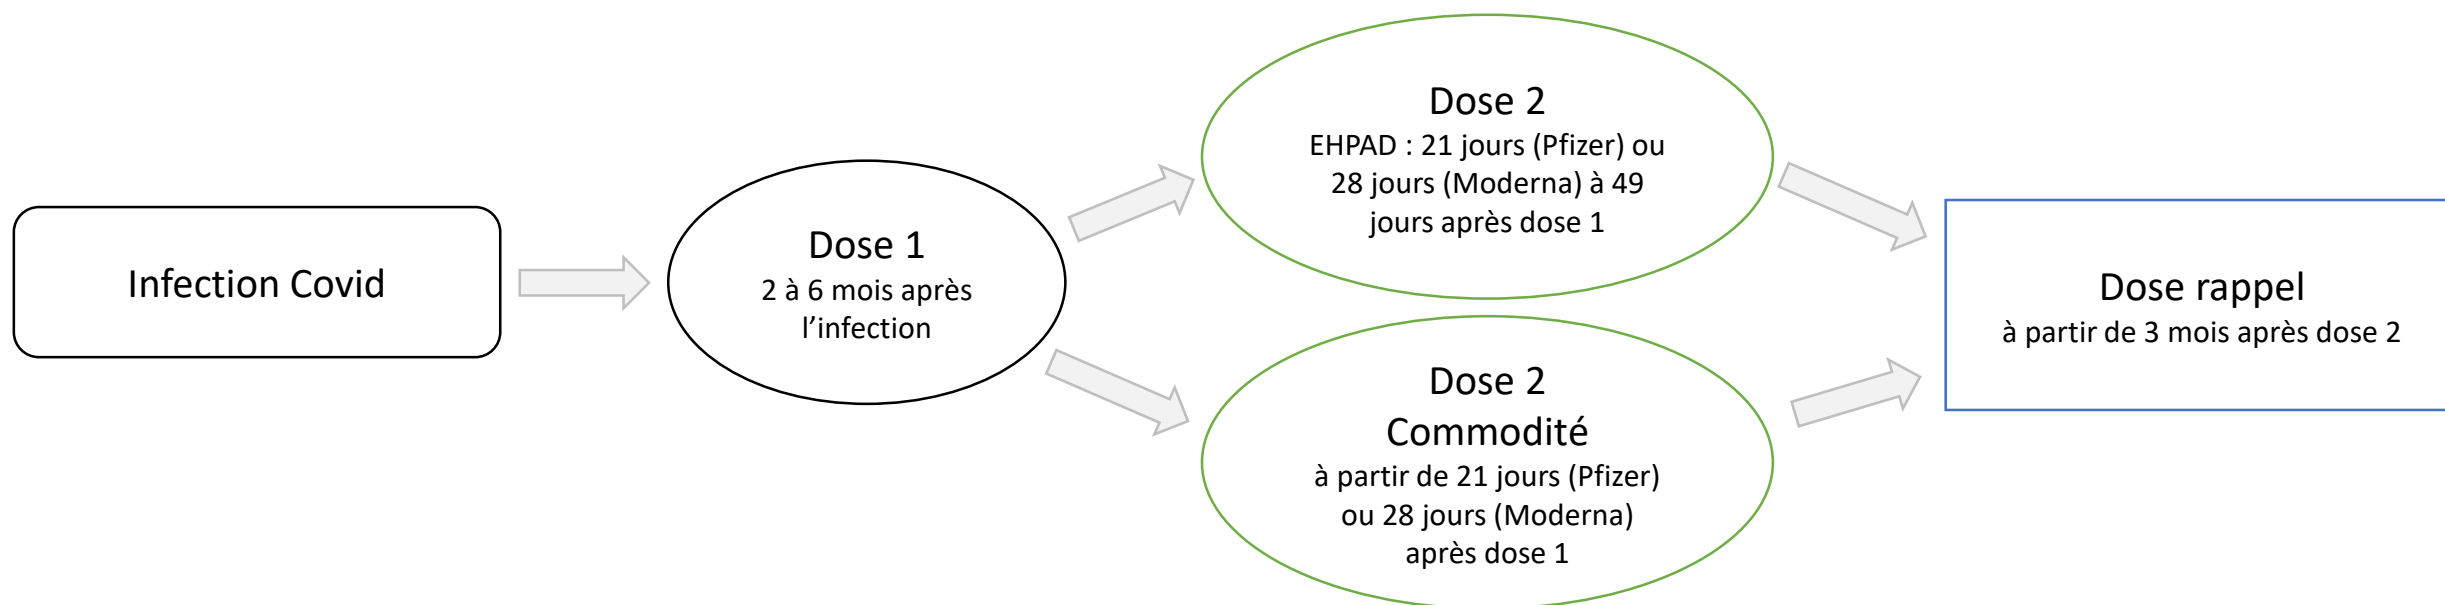 Infection Covid
Dose 1
2 à 6 mois après
l’infection
Dose 2
EHPAD : 21 jours (Pfizer) ou
28 jours (Moderna) à 49
jours après dose 1
Dose 2
Commodité
à partir de 21 jours (Pfizer)
ou 28 jours (Moderna)
après dose 1
Dose rappel
à partir de 3 mois après dose 2